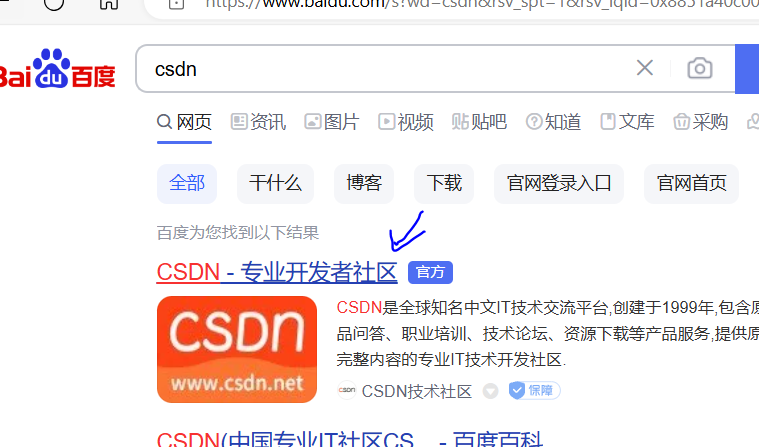 https://www.baidu.com/s?wd=csdn&rsv_spt=1&rsv_iqid=0x8851a40c00
Bai du 百度
csdn
网页 资讯 图片 视频 贴吧 知道 文库 采购
全部 干什么 博客 下载 官网登录入口 官网首页
百度为您找到以下结果
CSDN - 专业开发者社区 官方
CSDN
www.csdn.net
CSDN是全球知名中文IT技术交流平台,创建于1999年,包含原
品问答、职业培训、技术论坛、资源下载等产品服务,提供原
完整内容的专业IT技术开发社区.
CSDN CSDN技术社区 保障
CSDN(中国专业IT社区CS... - 百度百科